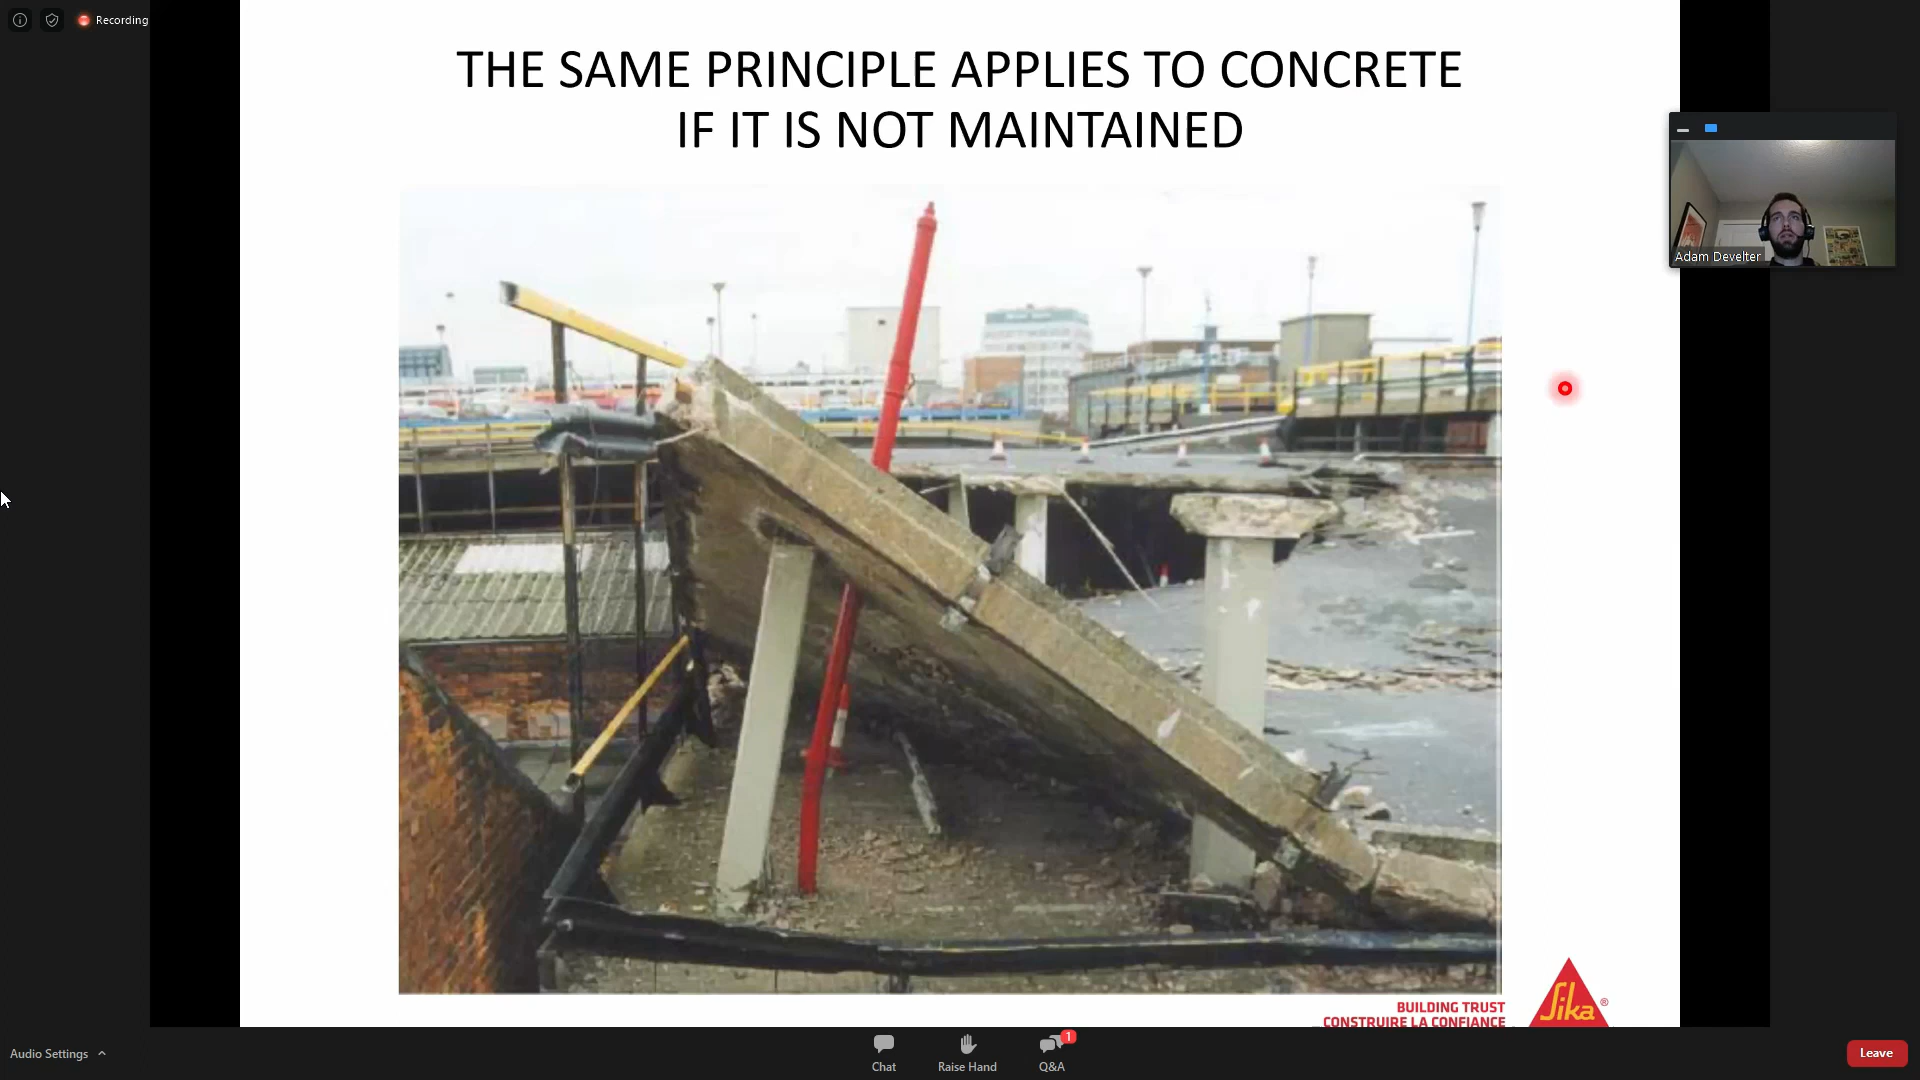 Recording
THE SAME PRINCIPLE APPLIES TO CONCRETE
IF IT IS NOT MAINTAINED
Adam Develter
BUILDING TRUST
CONSTRUIRE LA CONFIANCE
Sika®
Audio Settings
Chat
Raise Hand
1
Q&A
Leave